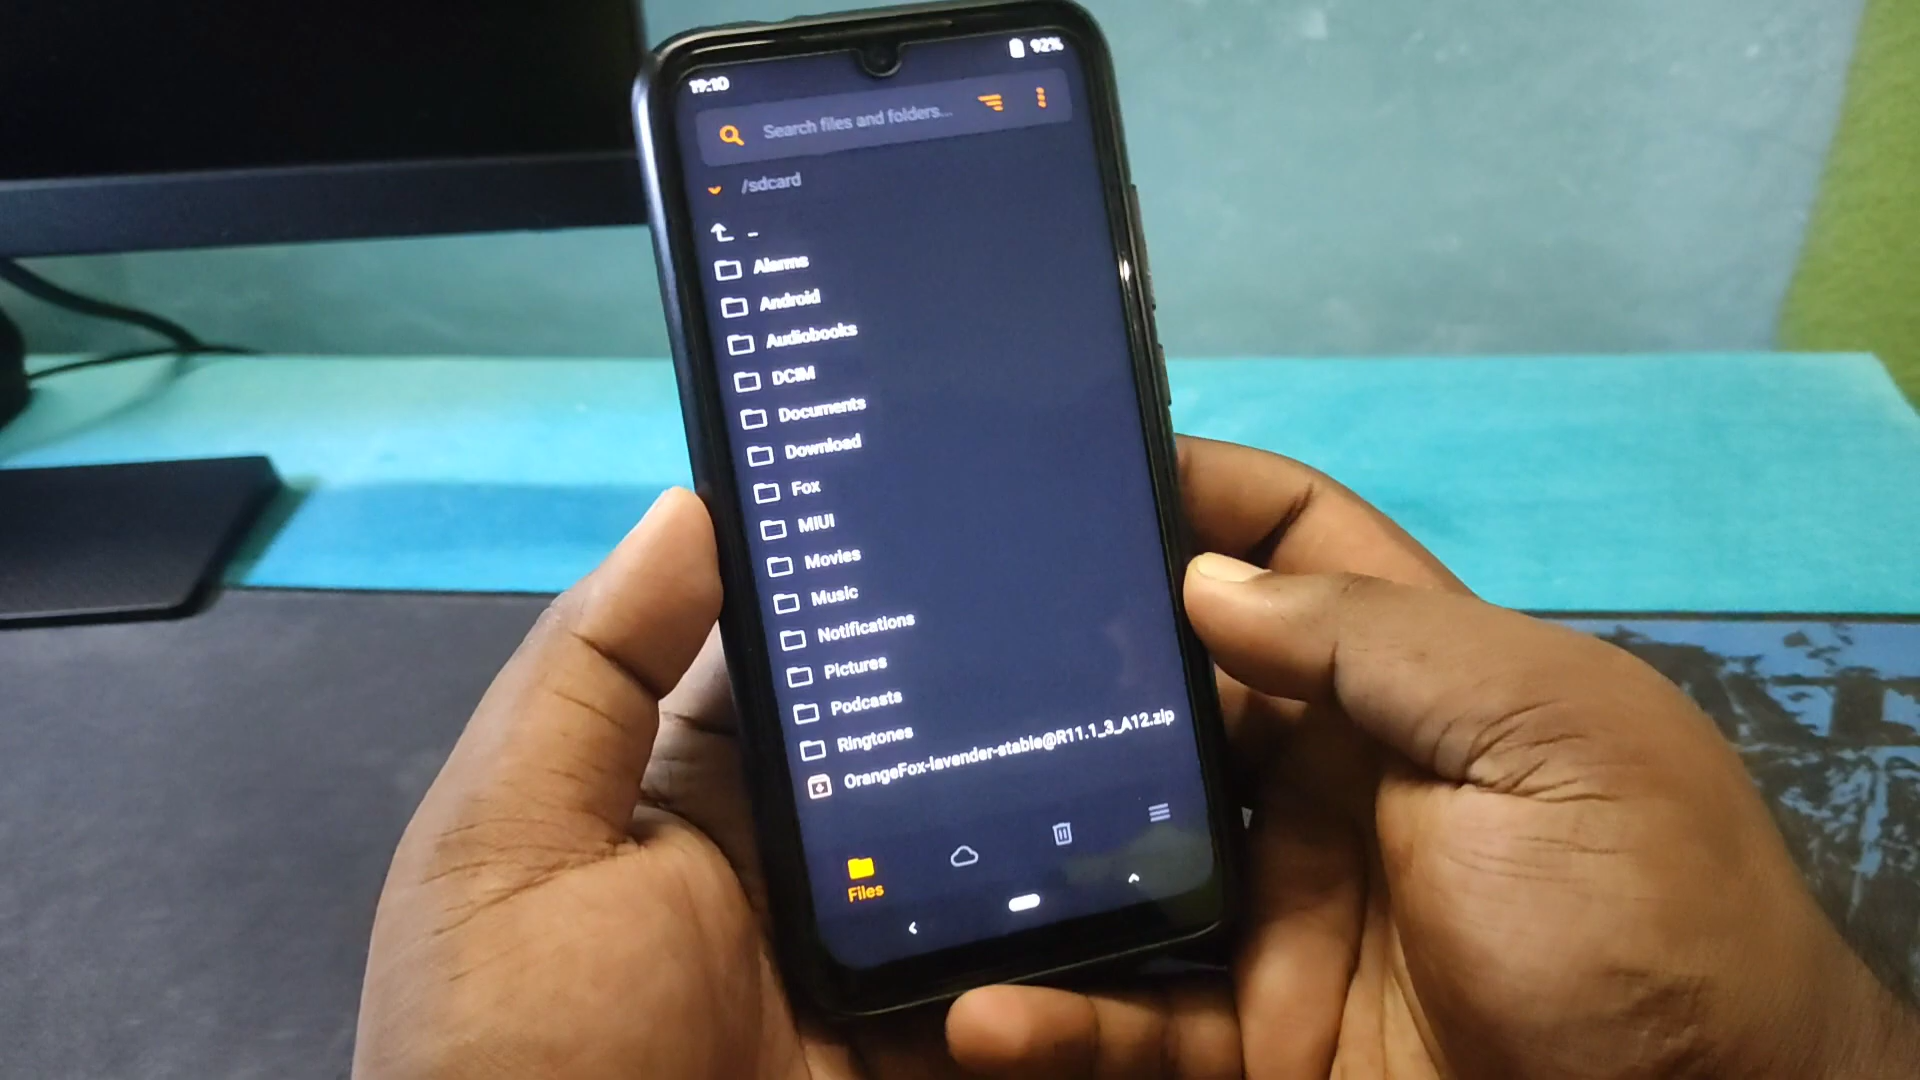 19:10 92%
Search files and folders...
/sdcard
Alarms
Android
Audiobooks
DCIM
Documents
Download
Fox
MIUI
Movies
Music
Notifications
Pictures
Podcasts
Ringtones
OrangeFox-lavender-stable@R11.1_3_A12.zip
Files